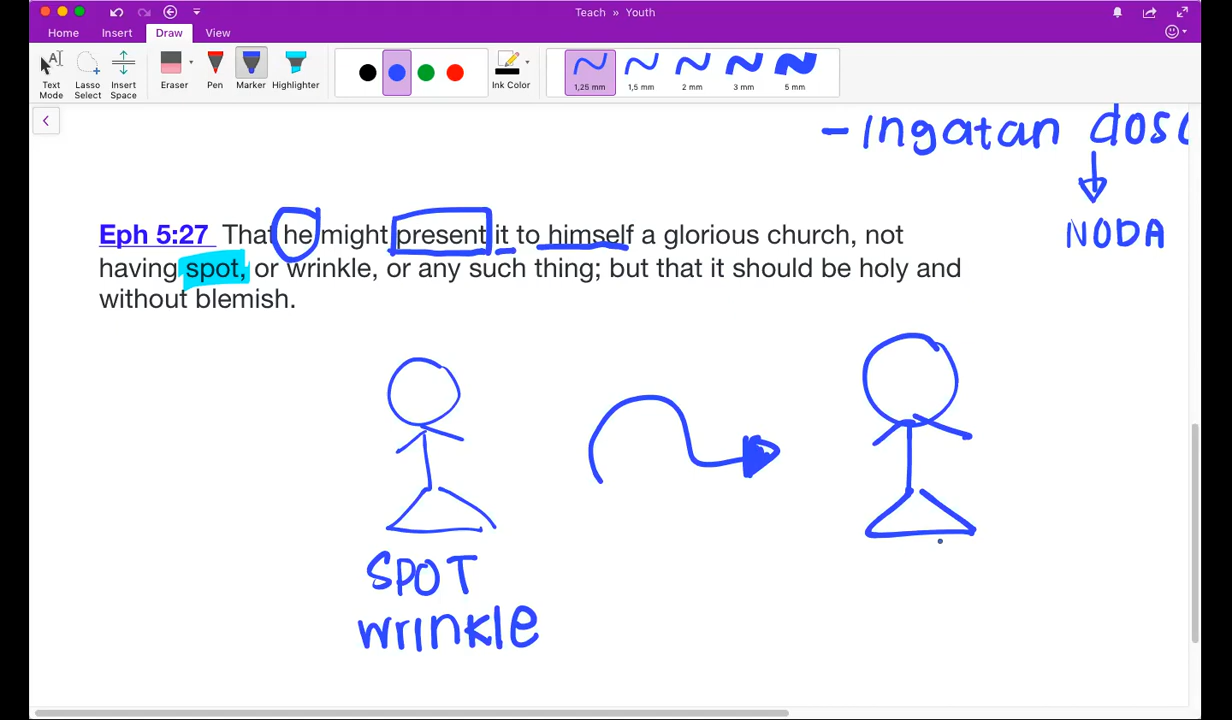 Teach » Youth
Home Insert Draw View
Text Mode
Lasso Select
Insert Space
Eraser
Pen
Marker
Highlighter
Ink Color
1,25 mm
1,5 mm
2 mm
3 mm
5 mm
- Ingatan
NODA
Eph 5:27 That he might present it to himself a glorious church, not
having spot, or wrinkle, or any such thing; but that it should be holy and
without blemish.
SPOT
wrinkle